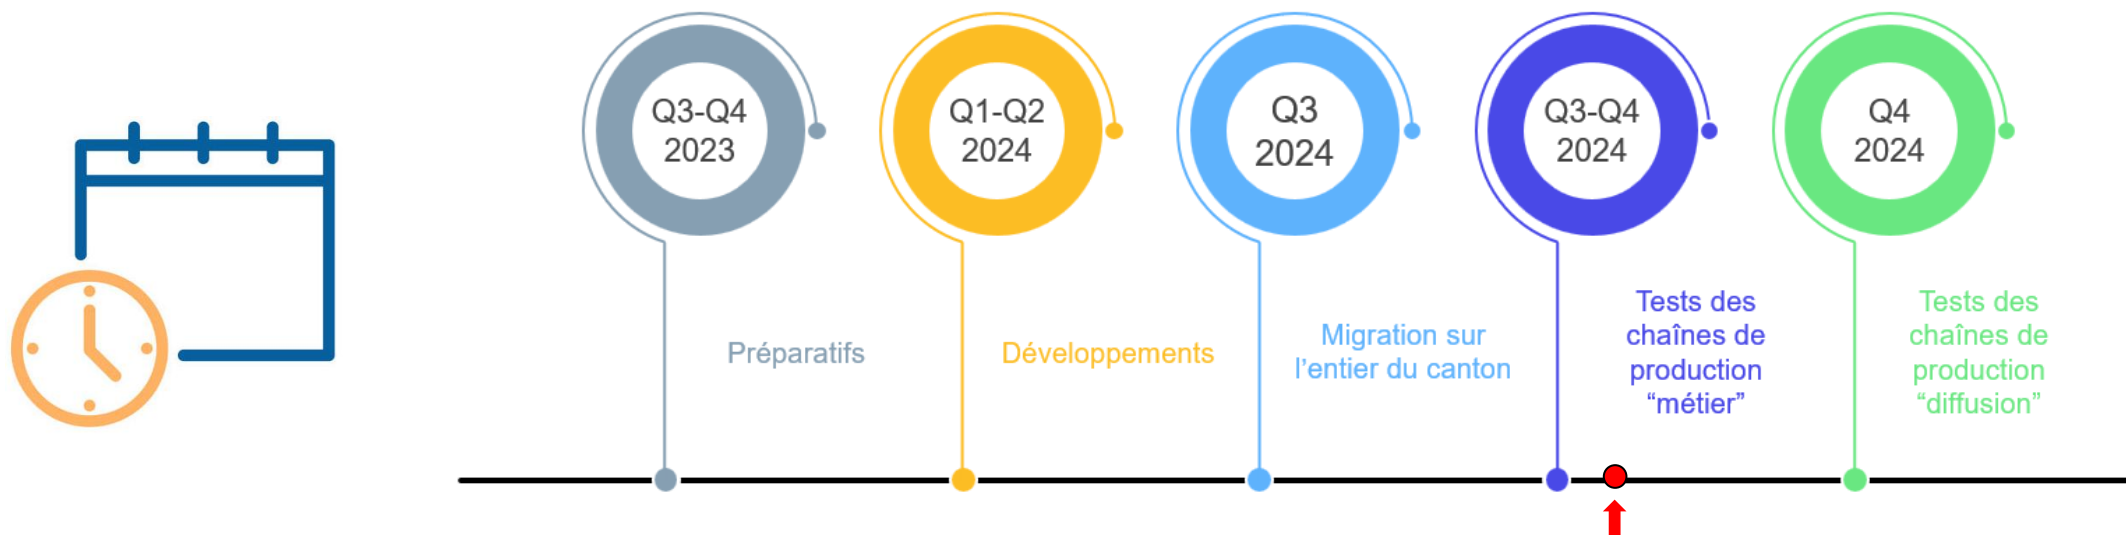 Q3-Q4
2023
Q1-Q2
2024
Q3
2024
Q3-Q4
2024
Q4
2024
Préparatifs
Développements
Migration sur
l’entier du canton
Tests des
chaînes de
production
“métier”
Tests des
chaînes de
production
“diffusion”